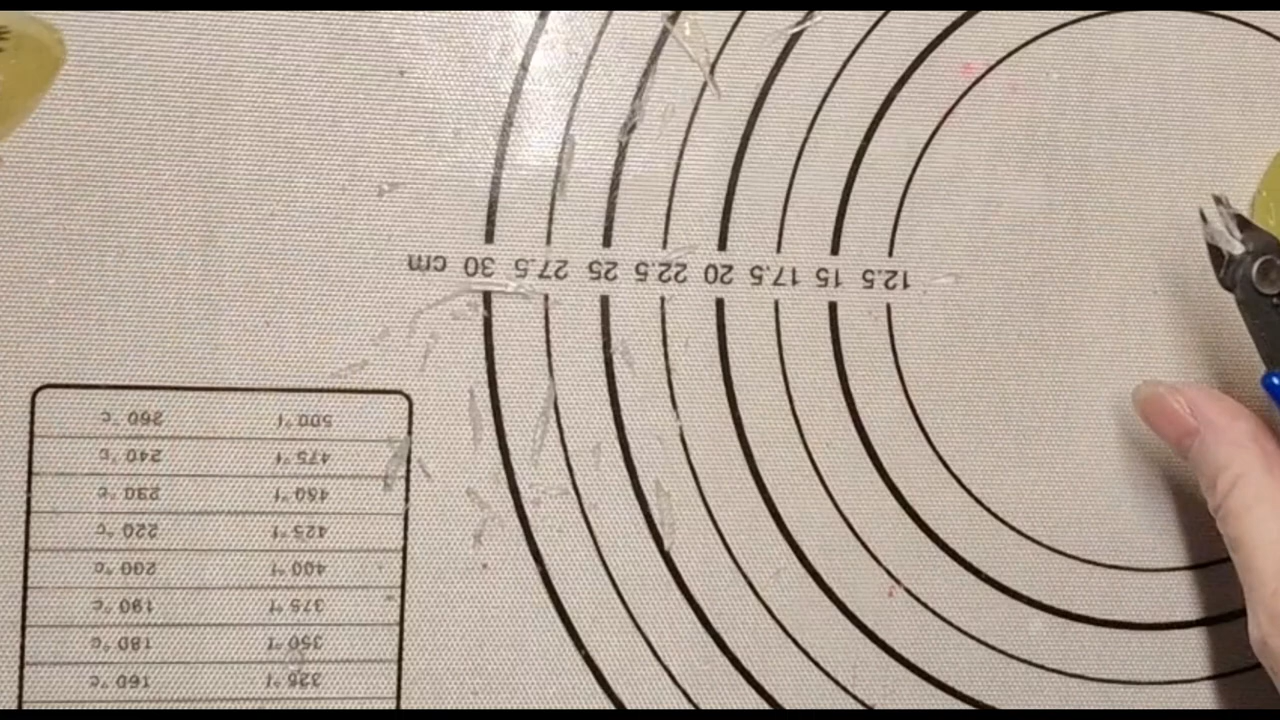 325 °f 160 °c
350 °f 180 °c
375 °f 190 °c
400 °f 200 °c
425 °f 220 °c
450 °f 230 °c
475 °f 240 °c
500 °f 260 °c
12.5 15 17.5 20 22.5 25 27.5 30 cm